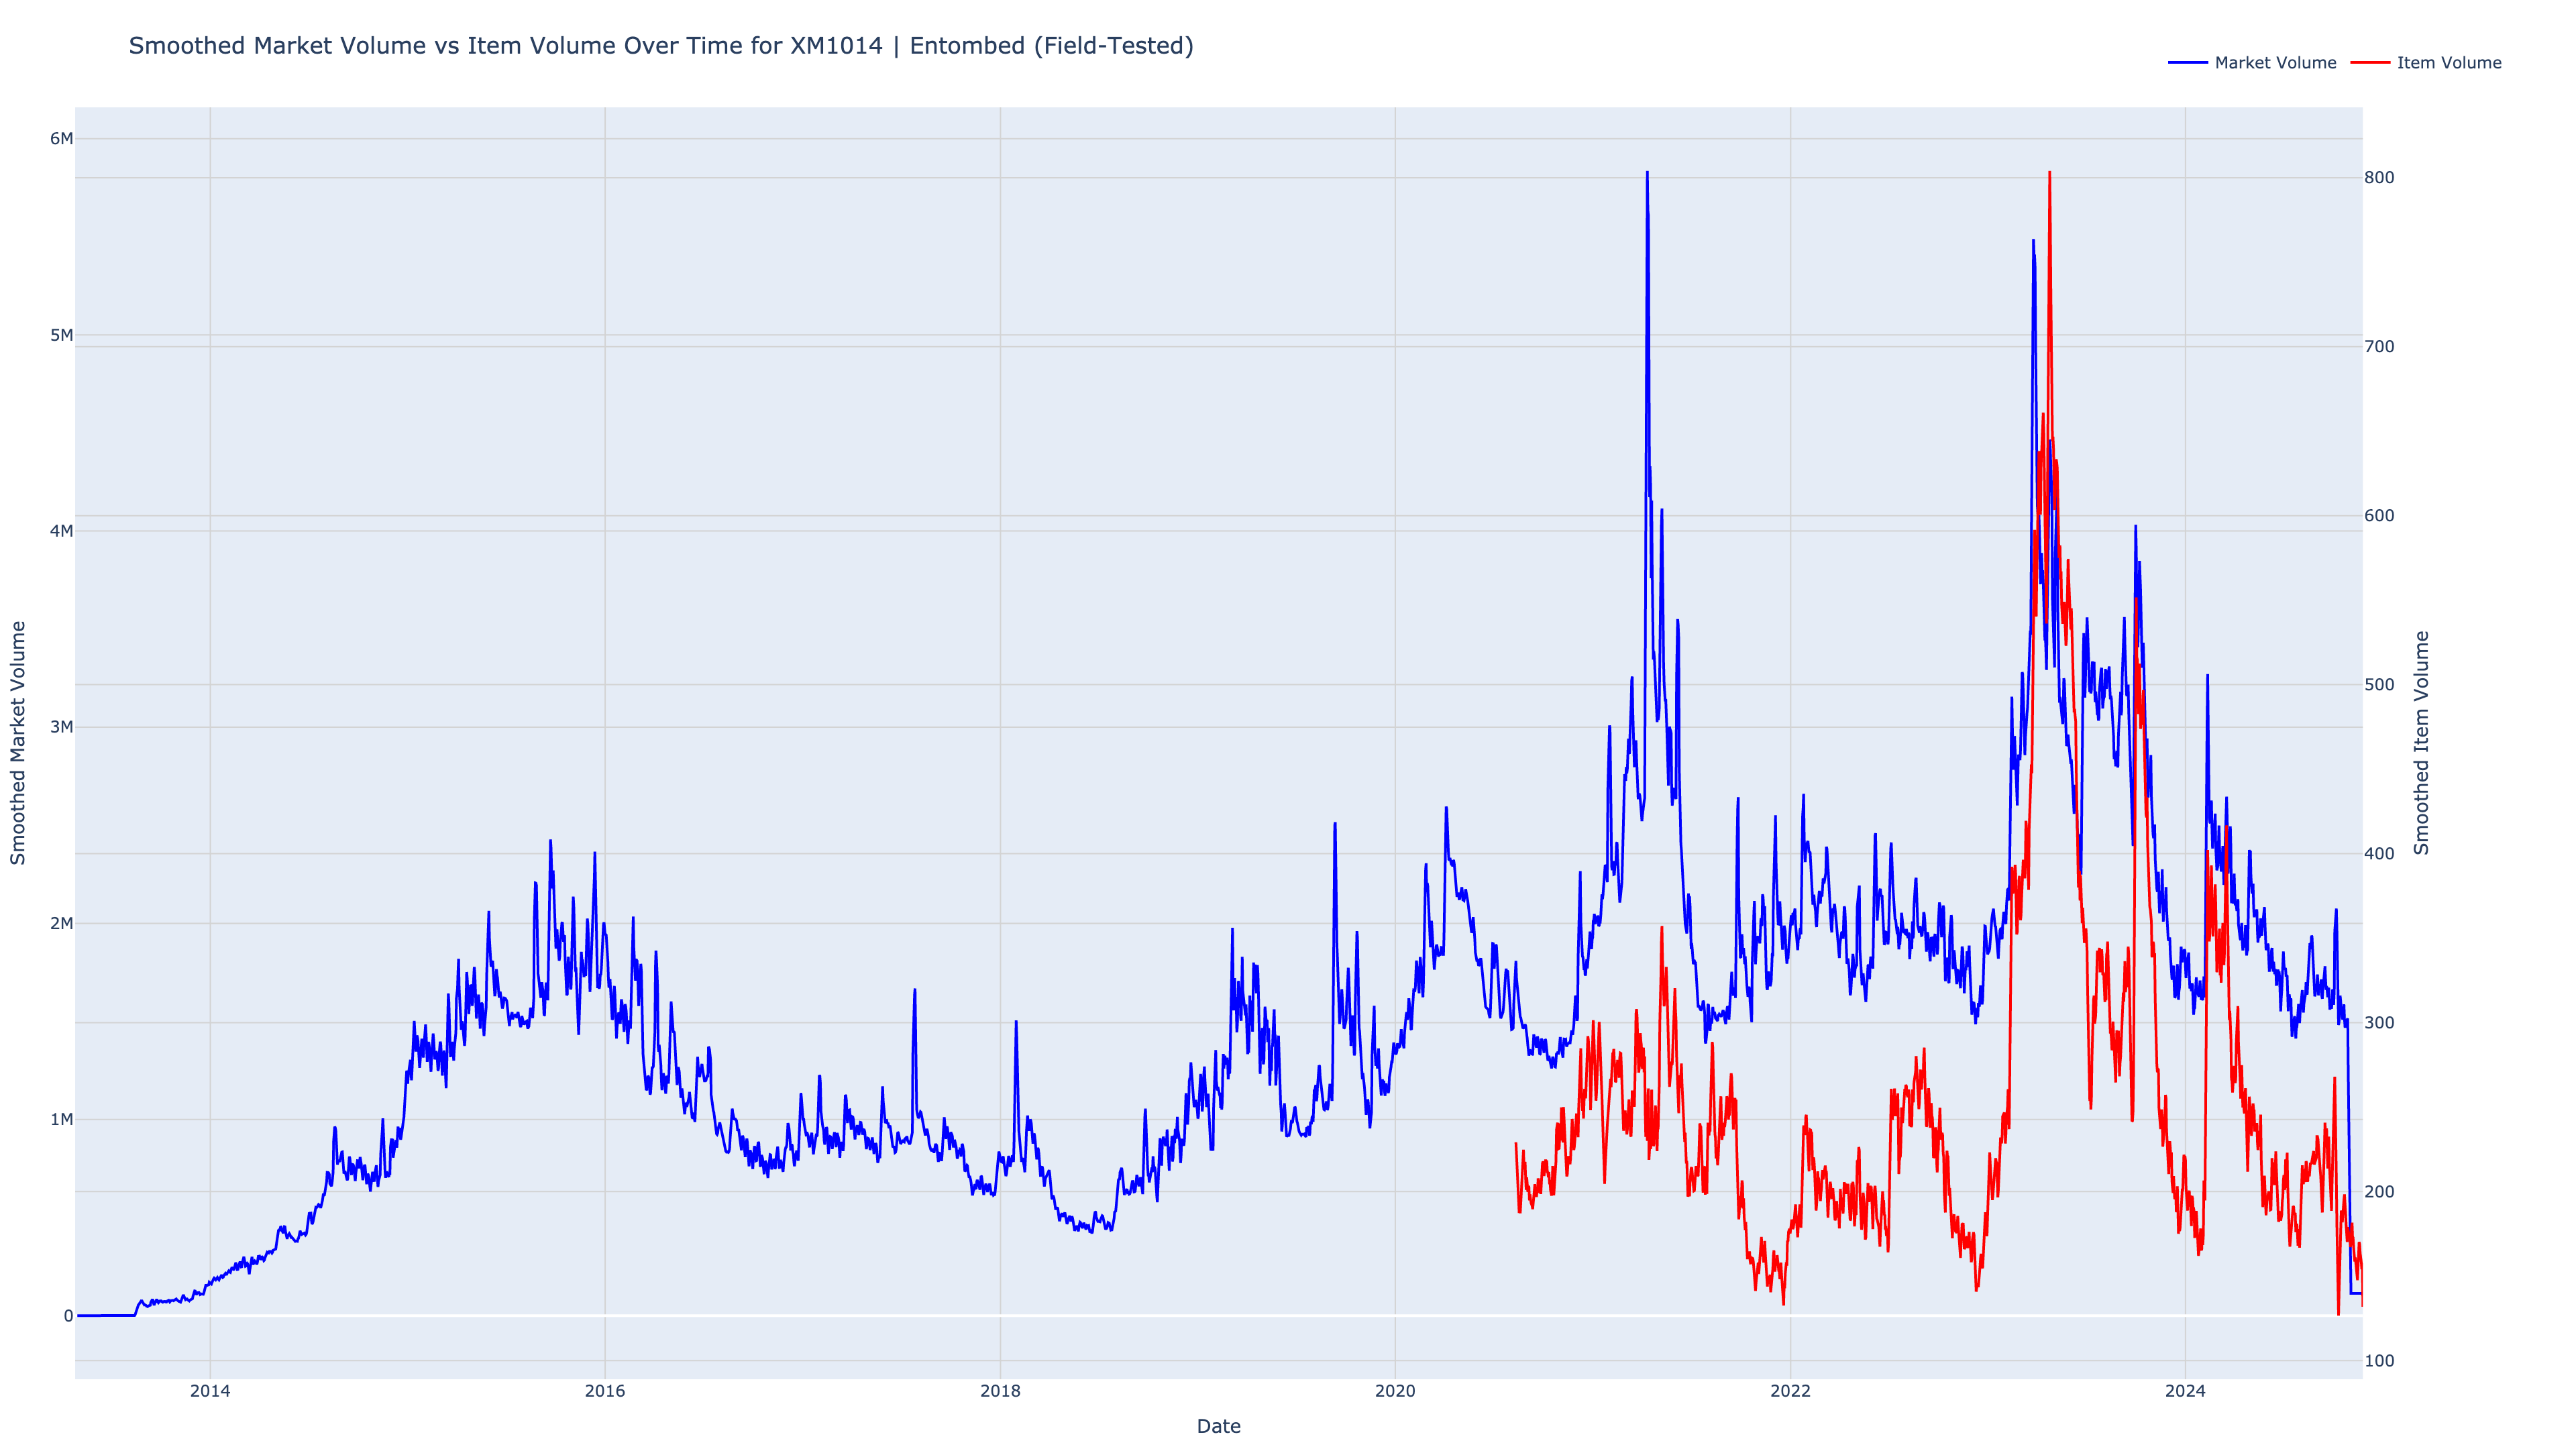 Smoothed Market Volume vs Item Volume Over Time for XM1014 | Entombed (Field-Tested)
Market Volume
Item Volume
6M
5M
4M
3M
2M
1M
0
Smoothed Market Volume
800
700
600
500
400
300
200
100
Smoothed Item Volume
2014
2016
2018
2020
2022
2024
Date